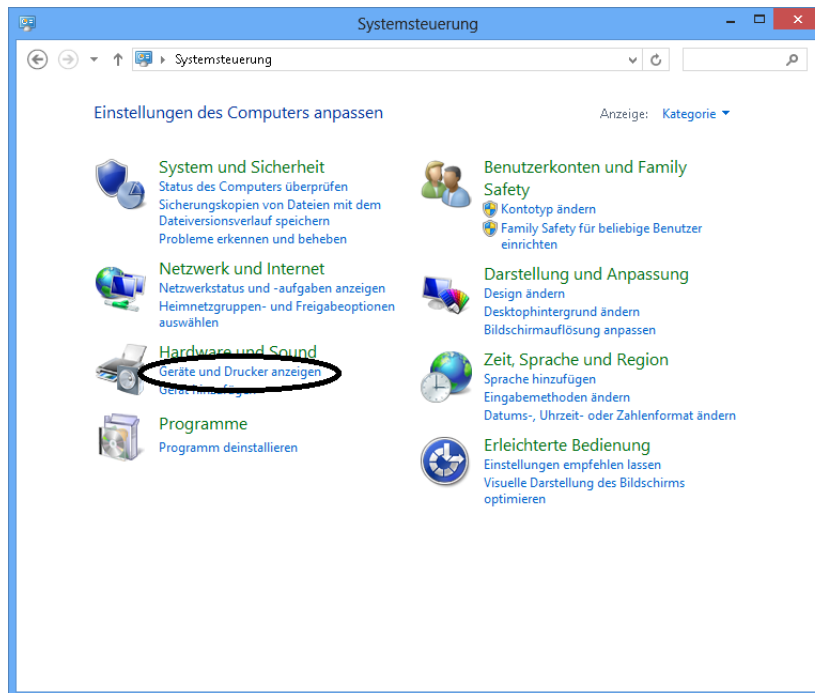 Systemsteuerung
Systemsteuerung
Einstellungen des Computers anpassen
Anzeige: Kategorie
System und Sicherheit
Status des Computers überprüfen
Sicherungskopien von Dateien mit dem
Dateiversionsverlauf speichern
Probleme erkennen und beheben
Netzwerk und Internet
Netzwerkstatus und -aufgaben anzeigen
Heimnetzgruppen- und Freigabeoptionen
auswählen
Hardware und Sound
Geräte und Drucker anzeigen
Gerät hinzufügen
Programme
Programm deinstallieren
Benutzerkonten und Family
Safety
Kontotyp ändern
Family Safety für beliebige Benutzer
einrichten
Darstellung und Anpassung
Design ändern
Desktophintergrund ändern
Bildschirmauflösung anpassen
Zeit, Sprache und Region
Sprache hinzufügen
Eingabemethoden ändern
Datums-, Uhrzeit- oder Zahlenformat ändern
Erleichterte Bedienung
Einstellungen empfehlen lassen
Visuelle Darstellung des Bildschirms
optimieren